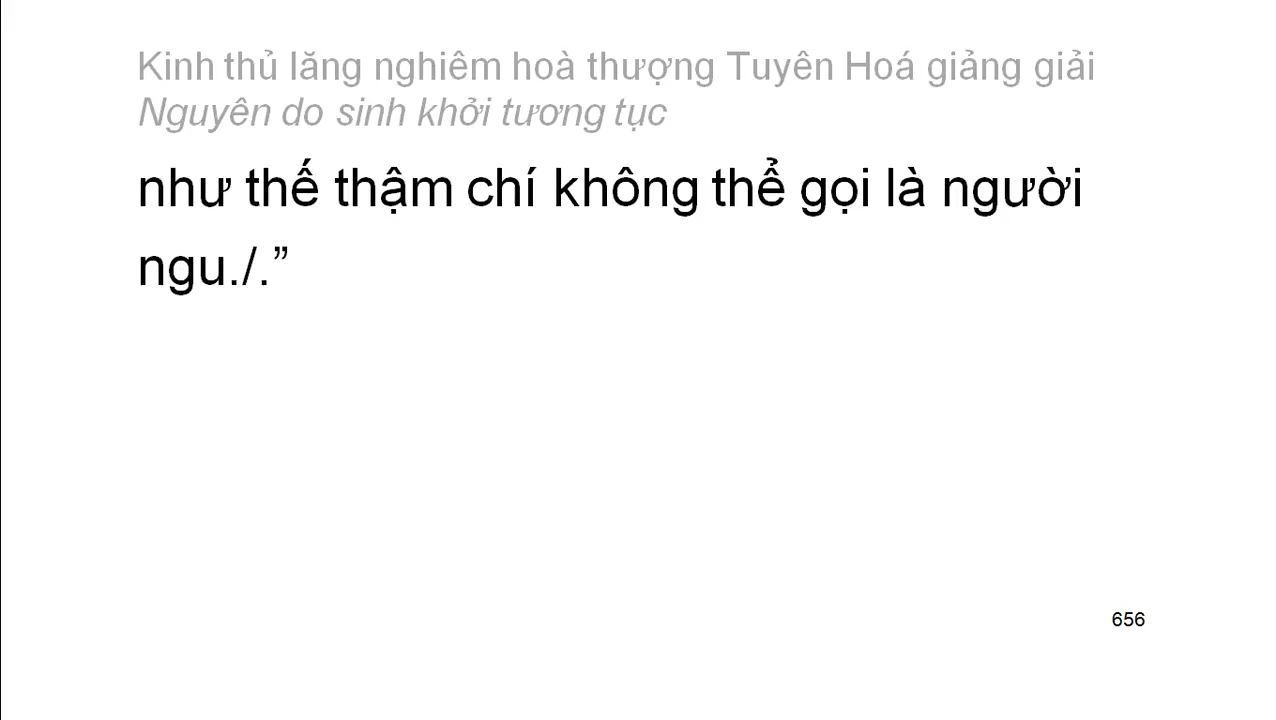 Kinh thủ lăng nghiêm hoà thượng Tuyên Hoá giảng giải
Nguyên do sinh khởi tương tục
như thế thậm chí không thể gọi là người
ngu./.”
656